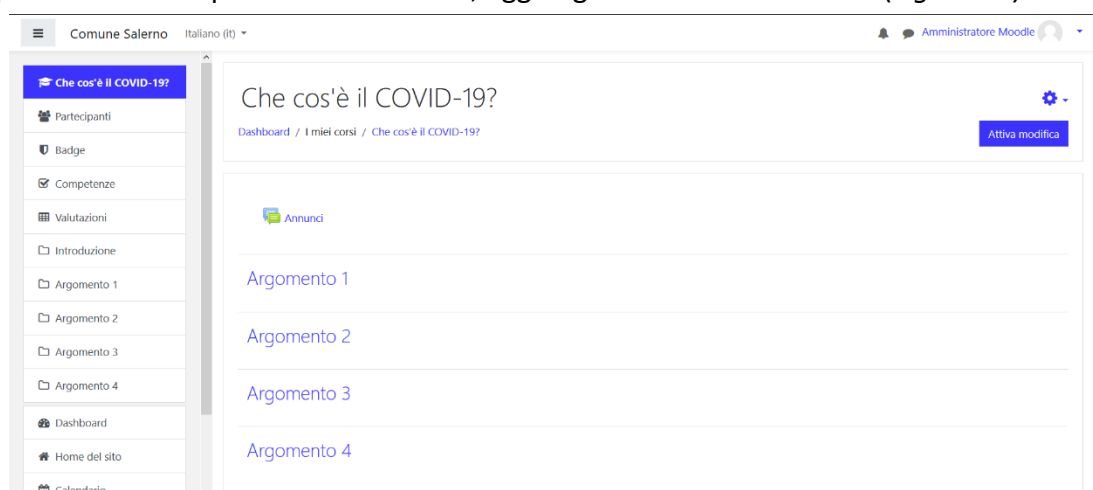 Comune Salerno Italiano (it)
Amministratore Moodle
Che cos'è il COVID-19?
Partecipanti
Badge
Competenze
Valutazioni
Introduzione
Argomento 1
Argomento 2
Argomento 3
Argomento 4
Dashboard
Home del sito
Calendario
Che cos'è il COVID-19?
Dashboard / I miei corsi / Che cos'è il COVID-19?
Attiva modifica
Annunci
Argomento 1
Argomento 2
Argomento 3
Argomento 4